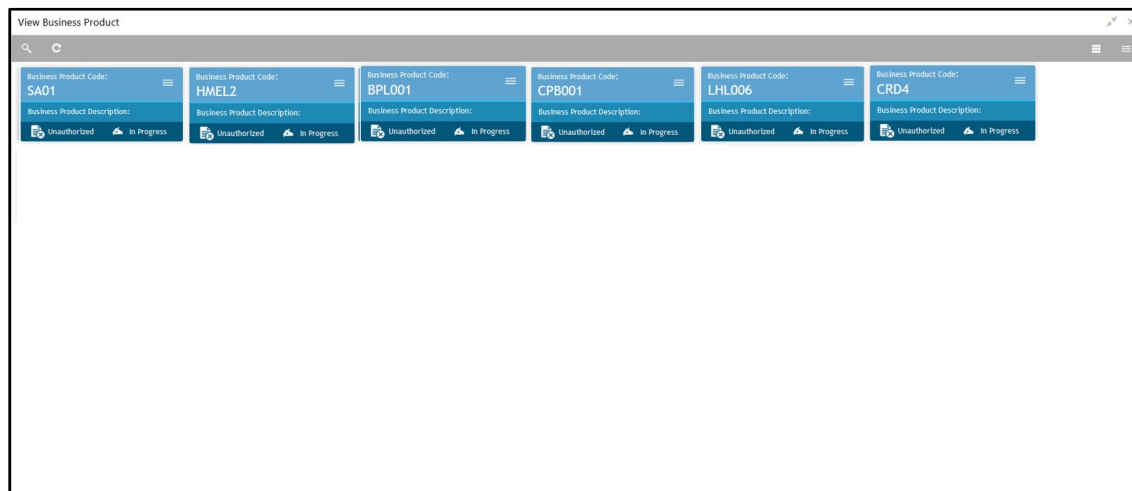 View Business Product
Business Product Code:
SA01
Business Product Description:
Unauthorized In Progress
Business Product Code:
HMEL2
Business Product Description:
Unauthorized In Progress
Business Product Code:
BPL001
Business Product Description:
Unauthorized In Progress
Business Product Code:
CPB001
Business Product Description:
Unauthorized In Progress
Business Product Code:
LHL006
Business Product Description:
Unauthorized In Progress
Business Product Code:
CRD4
Business Product Description:
Unauthorized In Progress